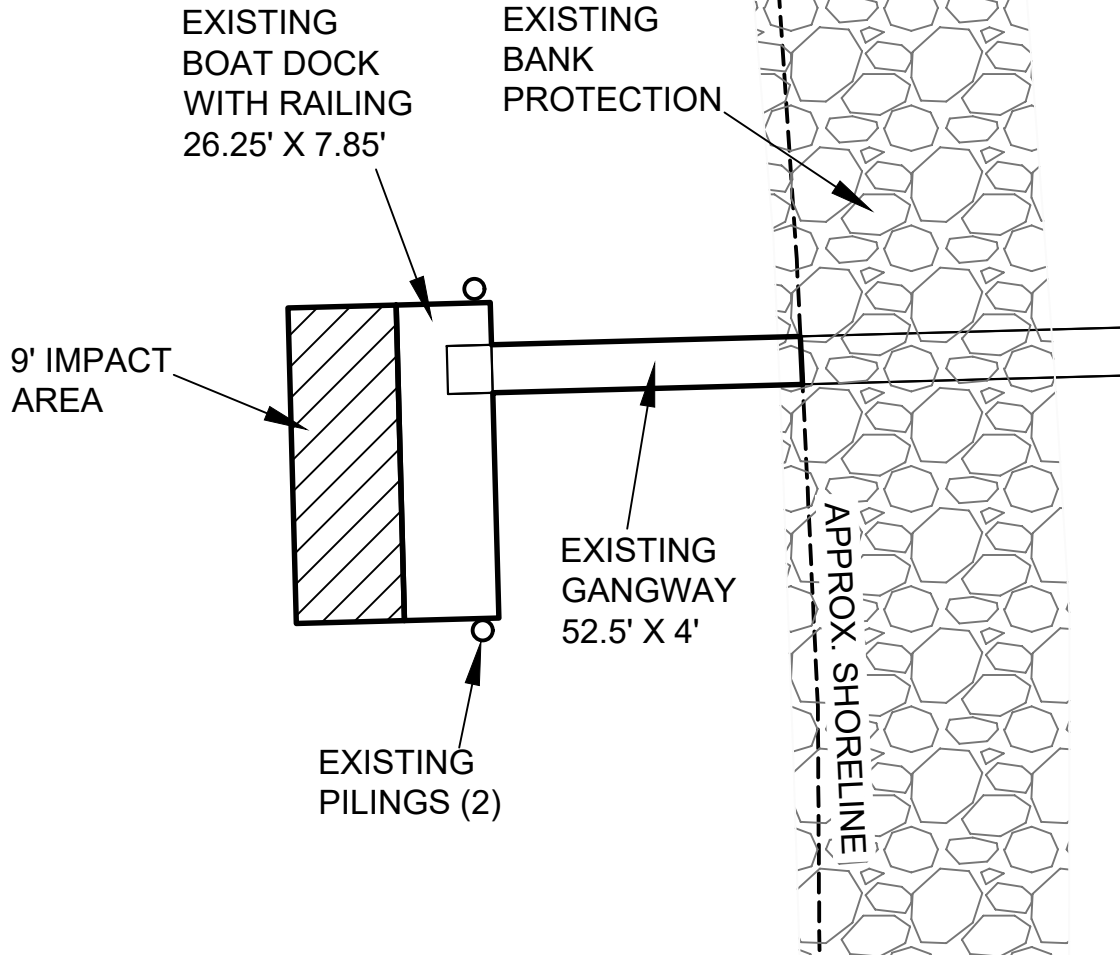 EXISTING
BOAT DOCK
WITH RAILING
26.25' X 7.85'
EXISTING
BANK
PROTECTION
9' IMPACT
AREA
EXISTING
GANGWAY
52.5' X 4'
APPROX. SHORELINE
EXISTING
PILINGS (2)